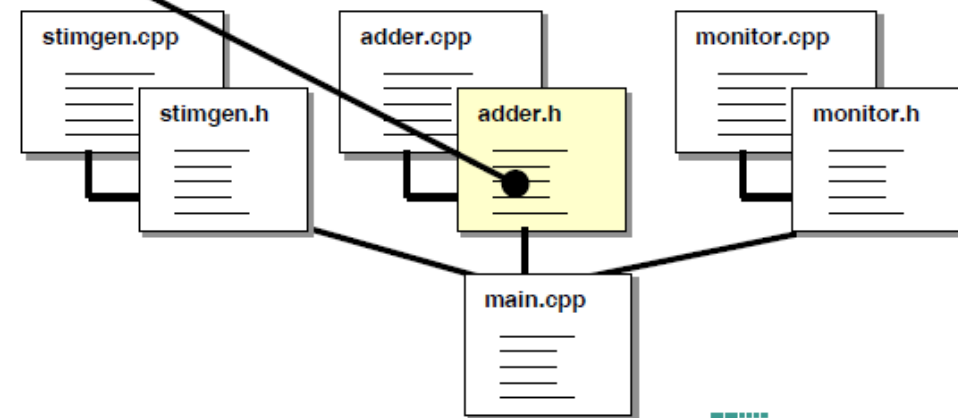 stimgen.cpp
adder.cpp
monitor.cpp
stimgen.h
adder.h
monitor.h
main.cpp